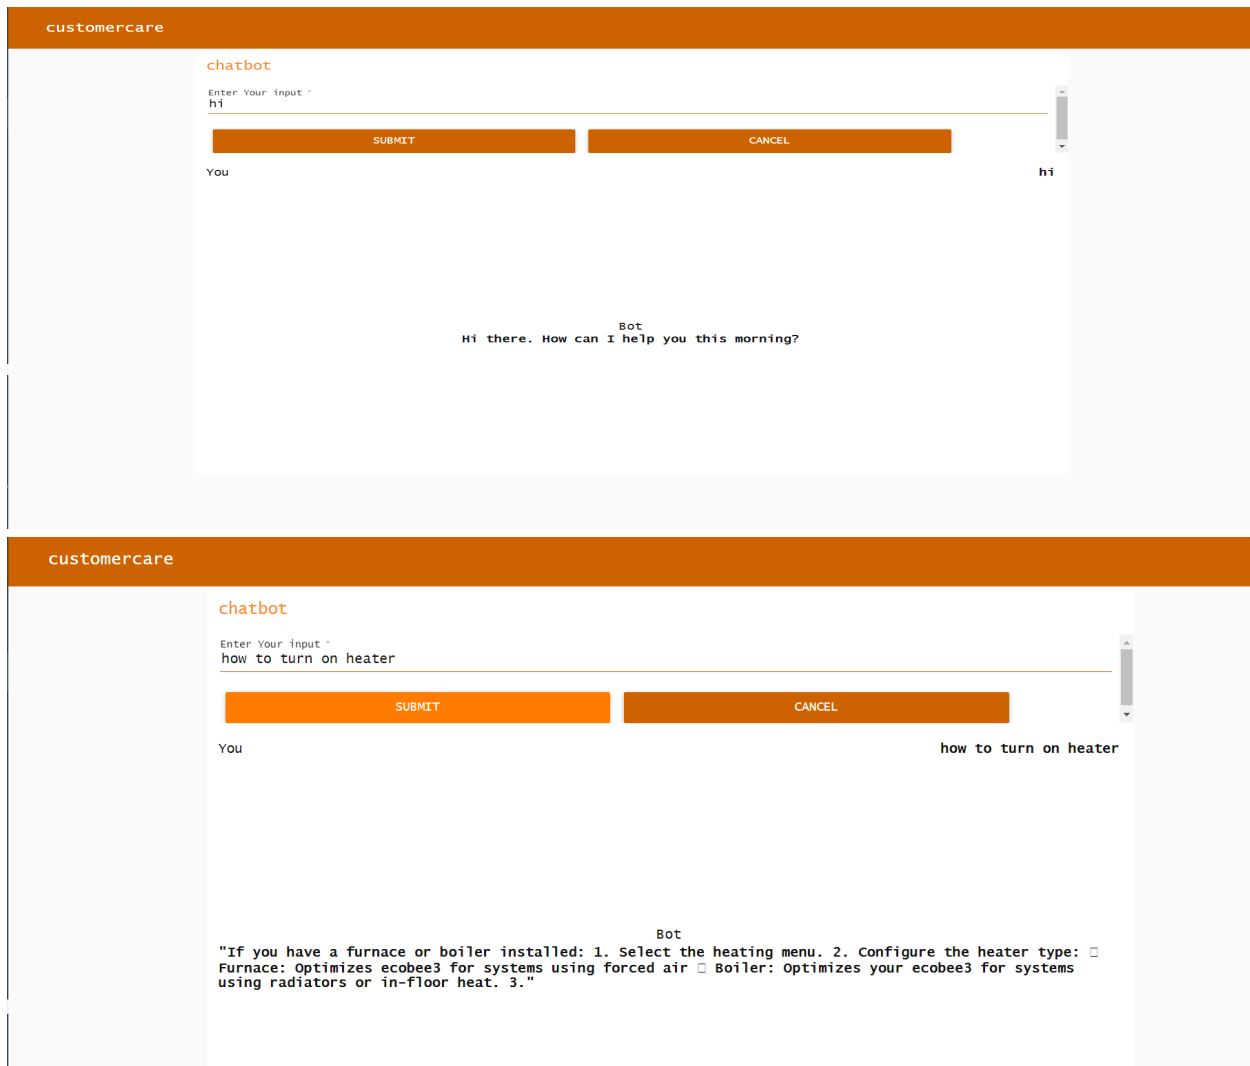 customercare
chatbot
Enter Your input *
hi
SUBMIT CANCEL
You hi
Bot
Hi there. How can I help you this morning?
customercare
chatbot
Enter Your input *
how to turn on heater
SUBMIT CANCEL
You how to turn on heater
Bot
"If you have a furnace or boiler installed: 1. Select the heating menu. 2. Configure the heater type: □
Furnace: Optimizes ecobee3 for systems using forced air □ Boiler: Optimizes your ecobee3 for systems
using radiators or in-floor heat. 3."